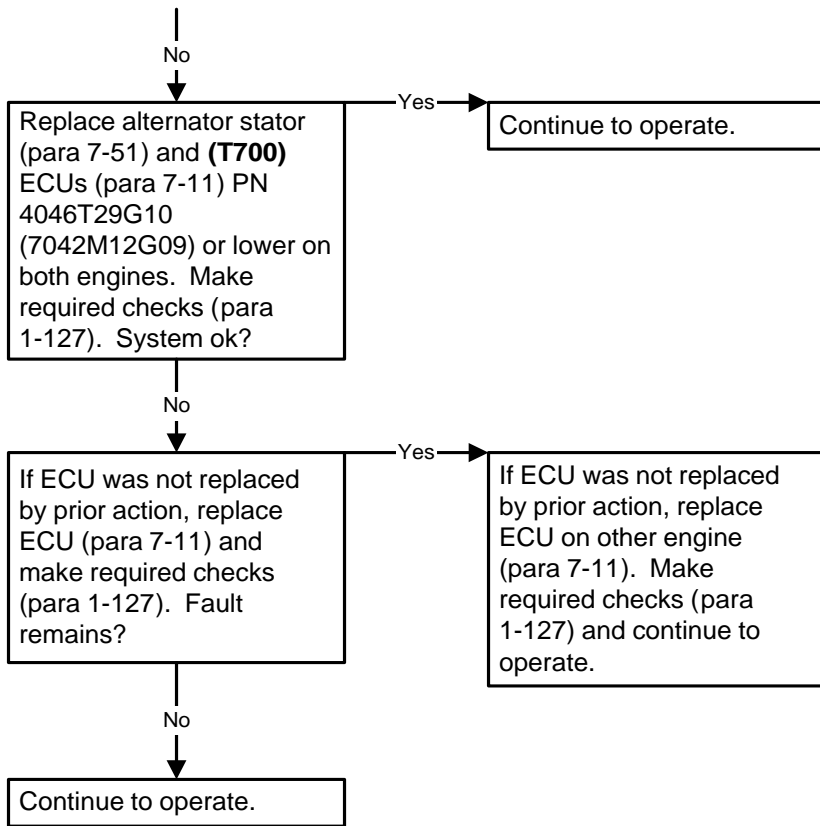 No
Yes
Replace alternator stator
(para 7-51) and (T700)
ECUs (para 7-11) PN
4046T29G10
(7042M12G09) or lower on
both engines.  Make
required checks (para
1-127).  System ok?
Continue to operate.
No
Yes
If ECU was not replaced
by prior action, replace
ECU (para 7-11) and
make required checks
(para 1-127).  Fault
remains?
If ECU was not replaced
by prior action, replace
ECU on other engine
(para 7-11).  Make
required checks (para
1-127) and continue to
operate.
No
Continue to operate.